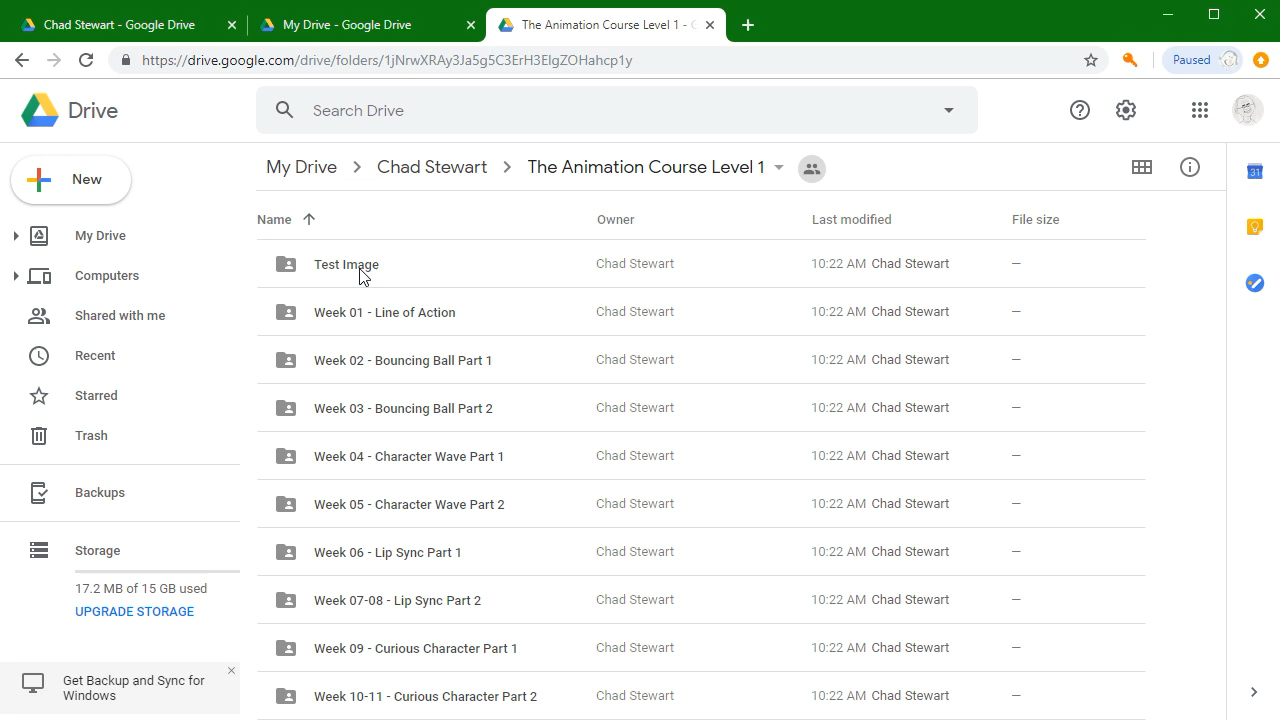 Chad Stewart - Google Drive
My Drive - Google Drive
The Animation Course Level 1 -
https://drive.google.com/drive/folders/1jNrwXRAy3Ja5g5C3ErH3EIgZOHahcp1y
Paused
Drive
Search Drive
New
My Drive
Computers
Shared with me
Recent
Starred
Trash
Backups
Storage
17.2 MB of 15 GB used
UPGRADE STORAGE
Get Backup and Sync for
Windows
My Drive > Chad Stewart > The Animation Course Level 1
Name Owner Last modified File size
Test Image Chad Stewart 10:22 AM Chad Stewart —
Week 01 - Line of Action Chad Stewart 10:22 AM Chad Stewart —
Week 02 - Bouncing Ball Part 1 Chad Stewart 10:22 AM Chad Stewart —
Week 03 - Bouncing Ball Part 2 Chad Stewart 10:22 AM Chad Stewart —
Week 04 - Character Wave Part 1 Chad Stewart 10:22 AM Chad Stewart —
Week 05 - Character Wave Part 2 Chad Stewart 10:22 AM Chad Stewart —
Week 06 - Lip Sync Part 1 Chad Stewart 10:22 AM Chad Stewart —
Week 07-08 - Lip Sync Part 2 Chad Stewart 10:22 AM Chad Stewart —
Week 09 - Curious Character Part 1 Chad Stewart 10:22 AM Chad Stewart —
Week 10-11 - Curious Character Part 2 Chad Stewart 10:22 AM Chad Stewart —
31